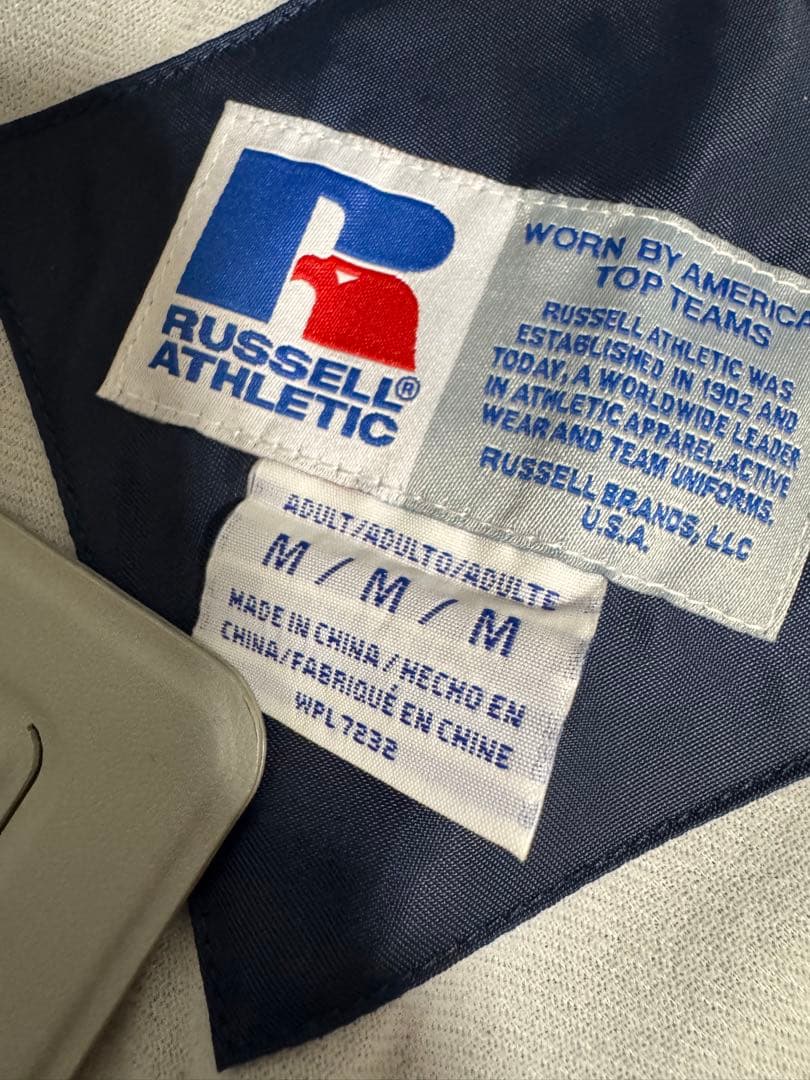 RUSSELL
ATHLETIC®
WORN BY AMERICA
TOP TEAMS
RUSSELL ATHLETIC WAS
ESTABLISHED IN 1902 AND
TODAY, A WORLDWIDE LEADER
IN ATHLETIC APPAREL, ACTIVE
WEAR AND TEAM UNIFORMS.
RUSSELL BRANDS, LLC
U.S.A.
ADULT/ADULTO/ADULTE
M / M / M
MADE IN CHINA / HECHO EN
CHINA/FABRIQUÉ EN CHINE
WPL 7232